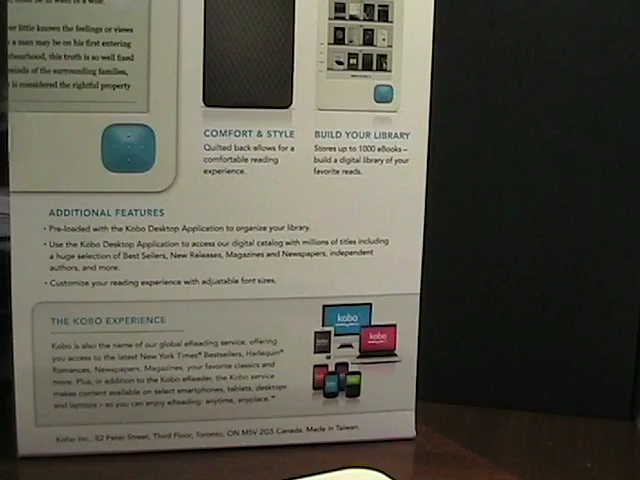 er little known the feelings or views
a man may be on his first entering
bourhood, this truth is so well fixed
minds of the surrounding families,
is considered the rightful property
COMFORT & STYLE
Quilted back allows for a
comfortable reading
experience.
BUILD YOUR LIBRARY
Stores up to 1000 eBooks –
build a digital library of your
favorite reads.
ADDITIONAL FEATURES
• Pre-loaded with the Kobo Desktop Application to organize your library.
• Use the Kobo Desktop Application to access our digital catalog with millions of titles including
a huge selection of Best Sellers, New Releases, Magazines and Newspapers, independent
authors, and more.
• Customize your reading experience with adjustable font sizes.
THE KOBO EXPERIENCE
Kobo is also the name of our global eReading service, offering
you access to the latest New York Times® Bestsellers, Harlequin®
Romances, Newspapers, Magazines, your favorite classics and
more. Plus, in addition to the Kobo eReader, the Kobo service
makes content available on select smartphones, tablets, desktops
and laptops – so you can enjoy eReading: anytime, anyplace.™
kobo
kobo
kobo
Kobo Inc., 82 Peter Street, Third Floor, Toronto, ON M5V 2G5 Canada. Made in Taiwan.